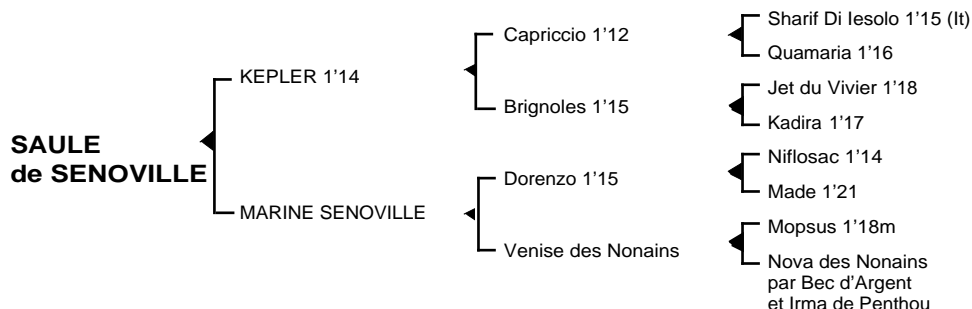 SAULE
de SENOVILLE
KEPLER 1'14
MARINE SENOVILLE
Capriccio 1'12
Brignoles 1'15
Dorenzo 1'15
Venise des Nonains
Sharif Di Iesolo 1'15 (It)
Quamaria 1'16
Jet du Vivier 1'18
Kadira 1'17
Niflosac 1'14
Made 1'21
Mopsus 1'18m
Nova des Nonains
par Bec d'Argent
et Irma de Penthou